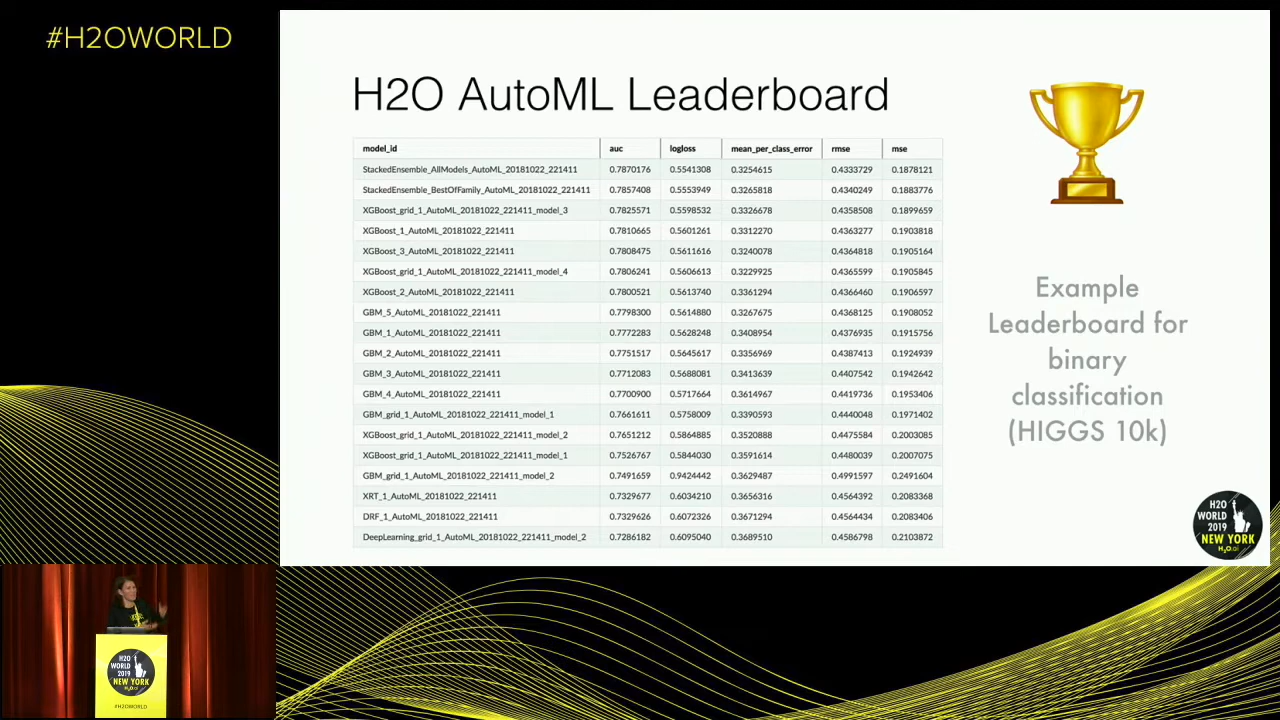 #H2OWORLD
H2O AutoML Leaderboard
model_id auc logloss mean_per_class_error rmse mse
StackedEnsemble_AllModels_AutoML_20181022_221411 0.7870176 0.5541308 0.3254615 0.4333729 0.1878121
StackedEnsemble_BestOfFamily_AutoML_20181022_221411 0.7857408 0.5553949 0.3265818 0.4340249 0.1883776
XGBoost_grid_1_AutoML_20181022_221411_model_3 0.7825571 0.5598532 0.3326678 0.4358508 0.1899659
XGBoost_1_AutoML_20181022_221411 0.7810665 0.5601261 0.3312270 0.4363277 0.1903818
XGBoost_3_AutoML_20181022_221411 0.7808475 0.5611616 0.3240078 0.4364818 0.1905164
XGBoost_grid_1_AutoML_20181022_221411_model_4 0.7806241 0.5606613 0.3229925 0.4365599 0.1905845
XGBoost_2_AutoML_20181022_221411 0.7800521 0.5613740 0.3361294 0.4366460 0.1906597
GBM_5_AutoML_20181022_221411 0.7798300 0.5614880 0.3267675 0.4368125 0.1908052
GBM_1_AutoML_20181022_221411 0.7772283 0.5628248 0.3408954 0.4376935 0.1915756
GBM_2_AutoML_20181022_221411 0.7751517 0.5645617 0.3356969 0.4387413 0.1924939
GBM_3_AutoML_20181022_221411 0.7712083 0.5688081 0.3413639 0.4407542 0.1942642
GBM_4_AutoML_20181022_221411 0.7700900 0.5717664 0.3614967 0.4419736 0.1953406
GBM_grid_1_AutoML_20181022_221411_model_1 0.7661611 0.5758009 0.3390593 0.4440048 0.1971402
XGBoost_grid_1_AutoML_20181022_221411_model_2 0.7651212 0.5864885 0.3520888 0.4475584 0.2003085
XGBoost_grid_1_AutoML_20181022_221411_model_1 0.7526767 0.5844030 0.3591614 0.4480039 0.2007075
GBM_grid_1_AutoML_20181022_221411_model_2 0.7491659 0.9424442 0.3629487 0.4991597 0.2491604
XRT_1_AutoML_20181022_221411 0.7329677 0.6034210 0.3656316 0.4564392 0.2083368
DRF_1_AutoML_20181022_221411 0.7329626 0.6072326 0.3671294 0.4564434 0.2083406
DeepLearning_grid_1_AutoML_20181022_221411_model_2 0.7286182 0.6095040 0.3689510 0.4586798 0.2103872
Example
Leaderboard for
binary
classification
(HIGGS 10k)
H2O
WORLD
2019
NEW YORK
H2O.ai
H2O
WORLD
2019
NEW YORK
H2O.ai
#H2OWORLD